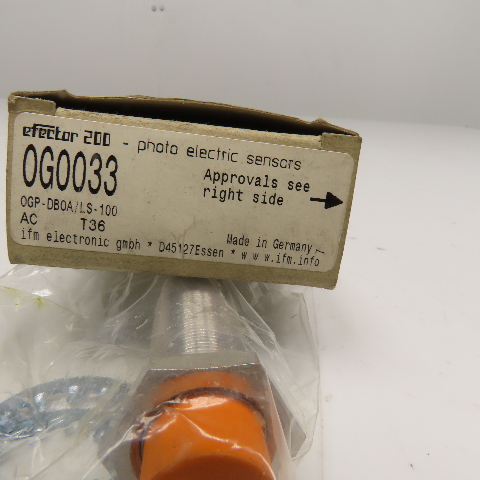 efector 200 - photo electric sensors
OG0033
Approvals see
right side
OGP-DBOA/LS-100
AC T36
Made in Germany
ifm electronic gmbh * D45127Essen * w w w.ifm.info